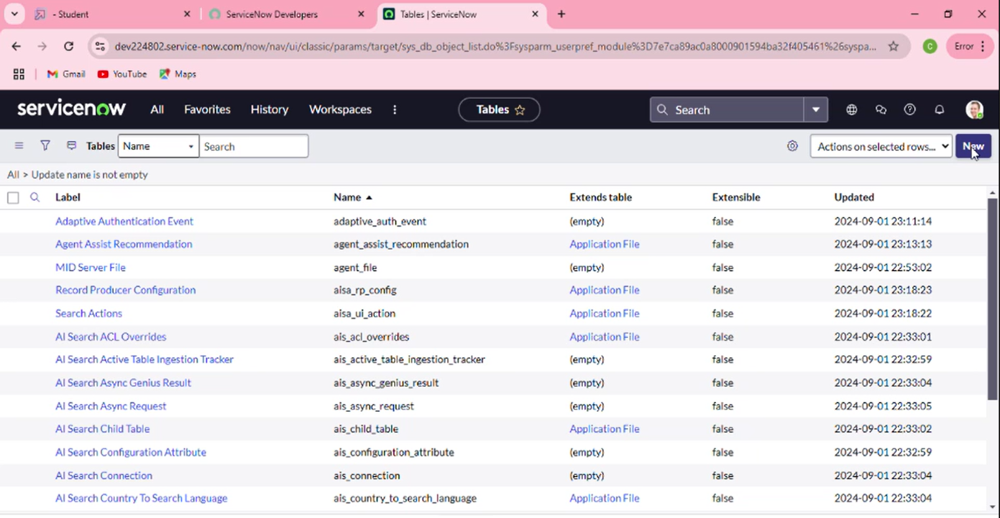 - Student
ServiceNow Developers
Tables | ServiceNow
dev224802.service-now.com/now/nav/ui/classic/params/target/sys_db_object_list.do%3Fsysparm_userpref_module%3D7e7ca89ac0a8000901594ba32f405461%26syspa...
C
Error
Gmail
YouTube
Maps
servicenow
All
Favorites
History
Workspaces
Tables
Search
Tables
Name
Search
Actions on selected rows...
New
All > Update name is not empty
Label Name Extends table Extensible Updated
Adaptive Authentication Event adaptive_auth_event (empty) false 2024-09-01 23:11:14
Agent Assist Recommendation agent_assist_recommendation Application File false 2024-09-01 23:13:13
MID Server File agent_file (empty) false 2024-09-01 22:53:02
Record Producer Configuration aisa_rp_config Application File false 2024-09-01 23:18:23
Search Actions aisa_ui_action Application File false 2024-09-01 23:18:22
AI Search ACL Overrides ais_acl_overrides Application File false 2024-09-01 22:33:01
AI Search Active Table Ingestion Tracker ais_active_table_ingestion_tracker (empty) false 2024-09-01 22:32:59
AI Search Async Genius Result ais_async_genius_result (empty) false 2024-09-01 22:33:04
AI Search Async Request ais_async_request (empty) false 2024-09-01 22:33:05
AI Search Child Table ais_child_table Application File false 2024-09-01 22:33:02
AI Search Configuration Attribute ais_configuration_attribute (empty) false 2024-09-01 22:32:59
AI Search Connection ais_connection (empty) false 2024-09-01 22:33:04
AI Search Country To Search Language ais_country_to_search_language Application File false 2024-09-01 22:33:04